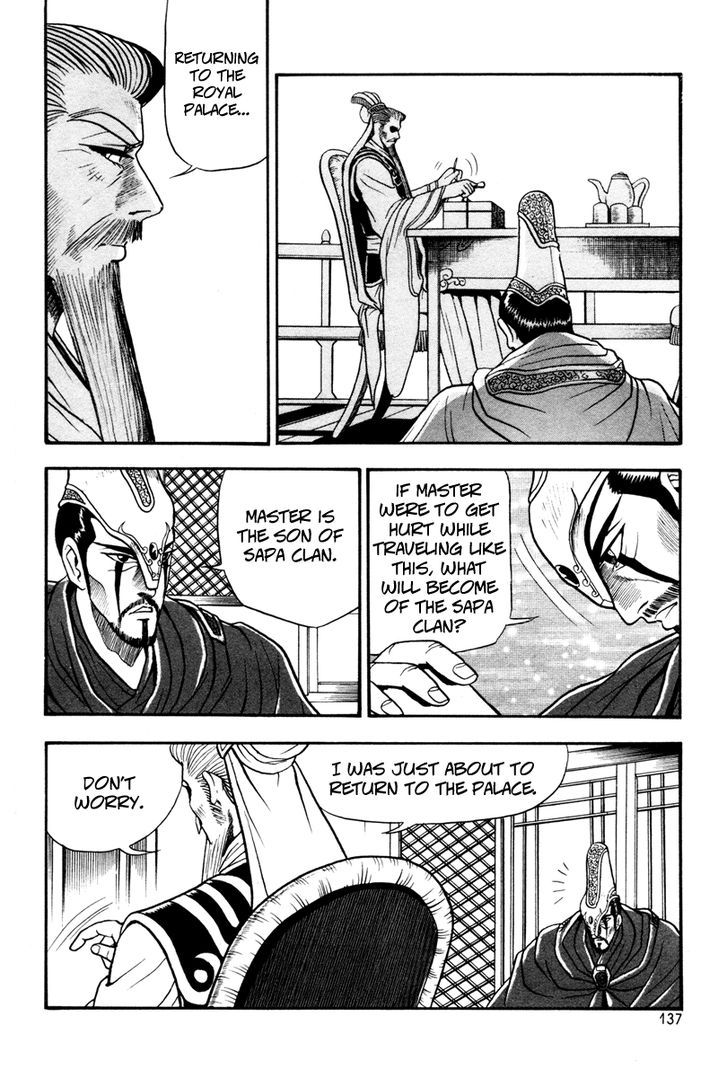 RETURNING
TO THE
ROYAL
PALACE...
MASTER IS
THE SON OF
SAPA CLAN.
IF MASTER
WERE TO GET
HURT WHILE
TRAVELING LIKE
THIS, WHAT
WILL BECOME
OF THE SAPA
CLAN?
DON'T
WORRY.
I WAS JUST ABOUT TO
RETURN TO THE PALACE.
137